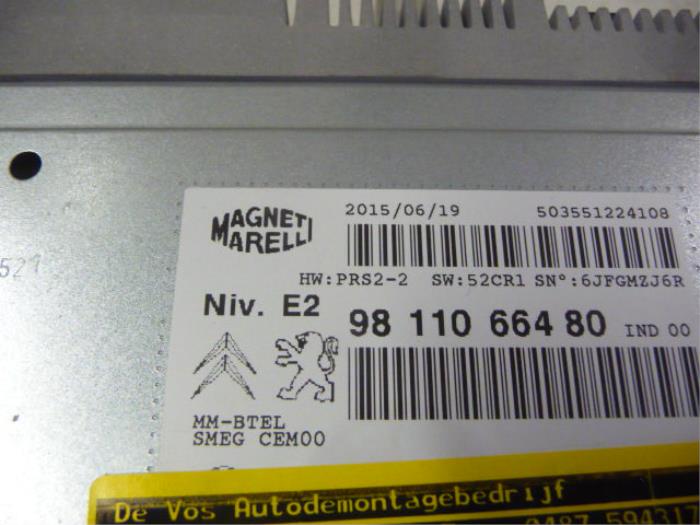 MAGNETI MARELLI
2015/06/19 503551224108
HW:PRS2-2 SW:52CR1 SN°:6JFGMZJ6R
Niv. E2
98 110 664 80 IND 00
MM-BTEL
SMEG CEM00
De Vos Autodemontagebedrijf
521